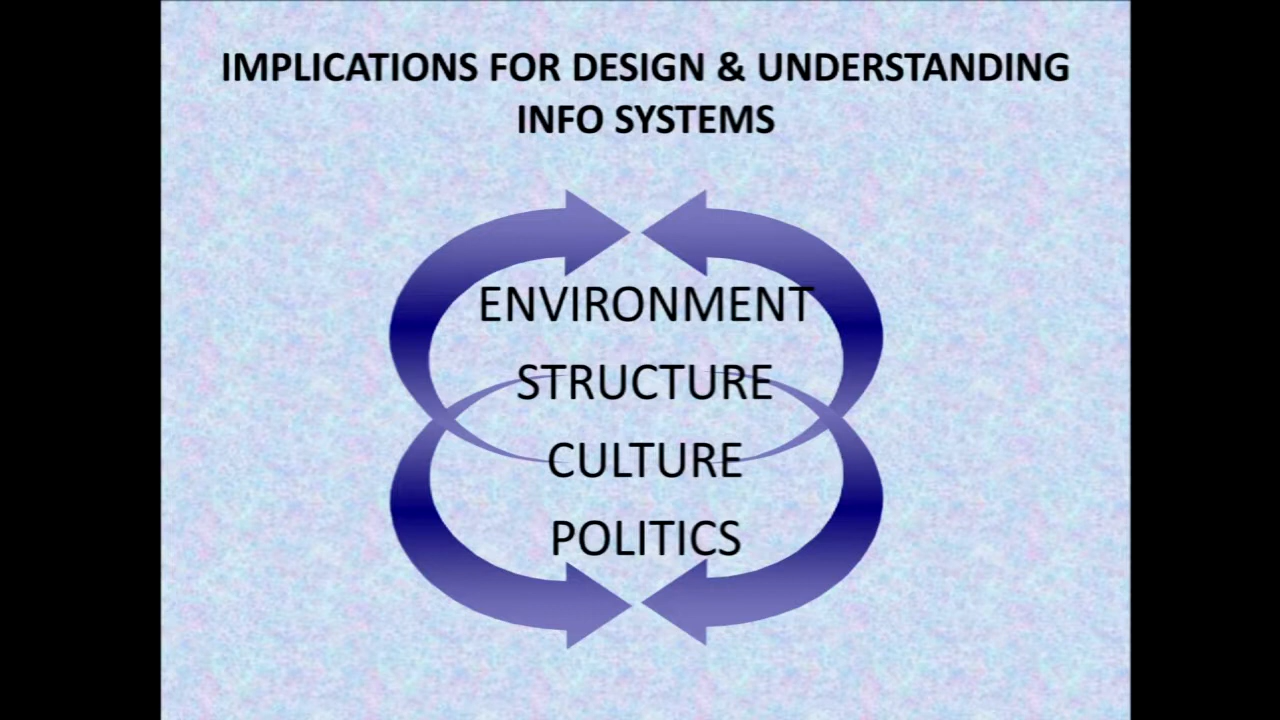 IMPLICATIONS FOR DESIGN & UNDERSTANDING
INFO SYSTEMS
ENVIRONMENT
STRUCTURE
CULTURE
POLITICS